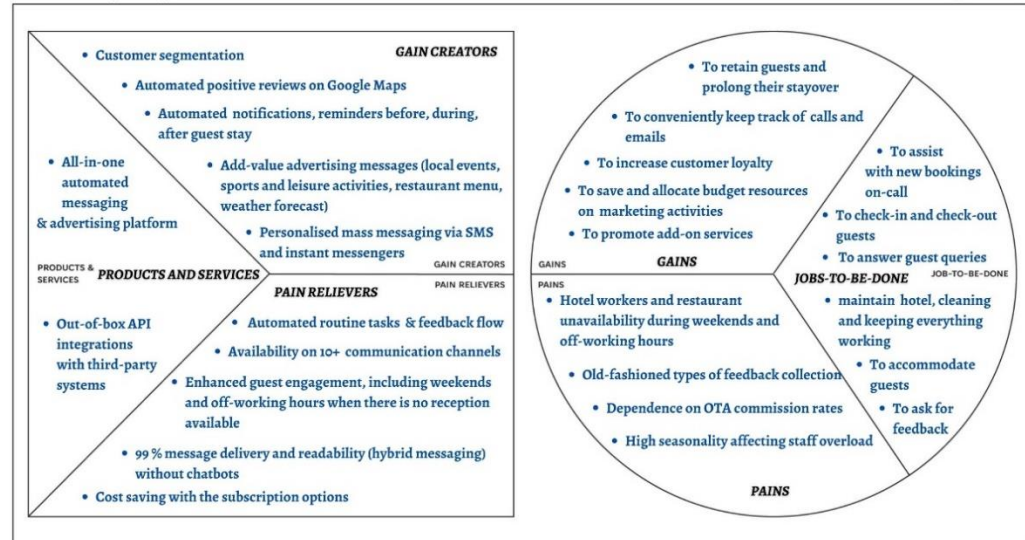 GAIN CREATORS
• Customer segmentation
• Automated positive reviews on Google Maps
• Automated notifications, reminders before, during,
after guest stay
• Add-value advertising messages (local events,
sports and leisure activities, restaurant menu,
weather forecast)
• Personalised mass messaging via SMS
and instant messengers
GAIN CREATORS
• All-in-one
automated
messaging
& advertising platform
PRODUCTS &
SERVICES
PRODUCTS AND SERVICES
• Out-of-box API
integrations
with third-party
systems
PAIN RELIEVERS
PAIN RELIEVERS
• Automated routine tasks & feedback flow
• Availability on 10+ communication channels
• Enhanced guest engagement, including weekends
and off-working hours when there is no reception
available
• 99 % message delivery and readability (hybrid messaging)
without chatbots
• Cost saving with the subscription options
• To retain guests and
prolong their stayover
• To conveniently keep track of calls and
emails
• To increase customer loyalty
• To save and allocate budget resources
on marketing activities
• To promote add-on services
GAINS
GAINS
PAINS
• Hotel workers and restaurant
unavailability during weekends and
off-working hours
• Old-fashioned types of feedback collection
• Dependence on OTA commission rates
• High seasonality affecting staff overload
PAINS
• To assist
with new bookings
on-call
• To check-in and check-out
guests
• To answer guest queries
JOBS-TO-BE-DONE
JOB-TO-BE-DONE
• maintain hotel, cleaning
and keeping everything
working
• To accommodate
guests
• To ask for
feedback